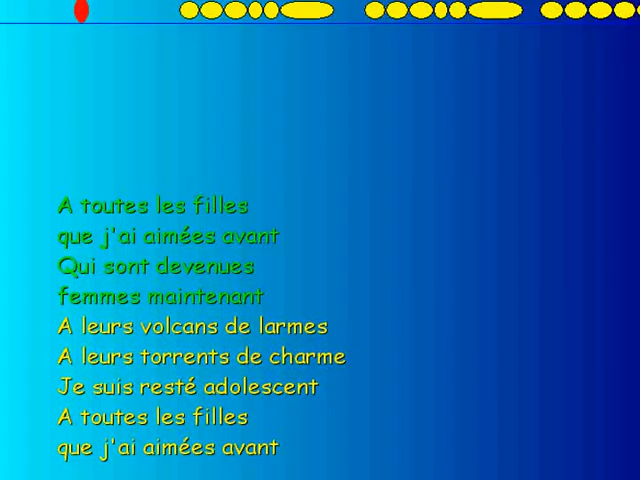 A toutes les filles
que j'ai aimées avant
Qui sont devenues
femmes maintenant
A leurs volcans de larmes
A leurs torrents de charme
Je suis resté adolescent
A toutes les filles
que j'ai aimées avant